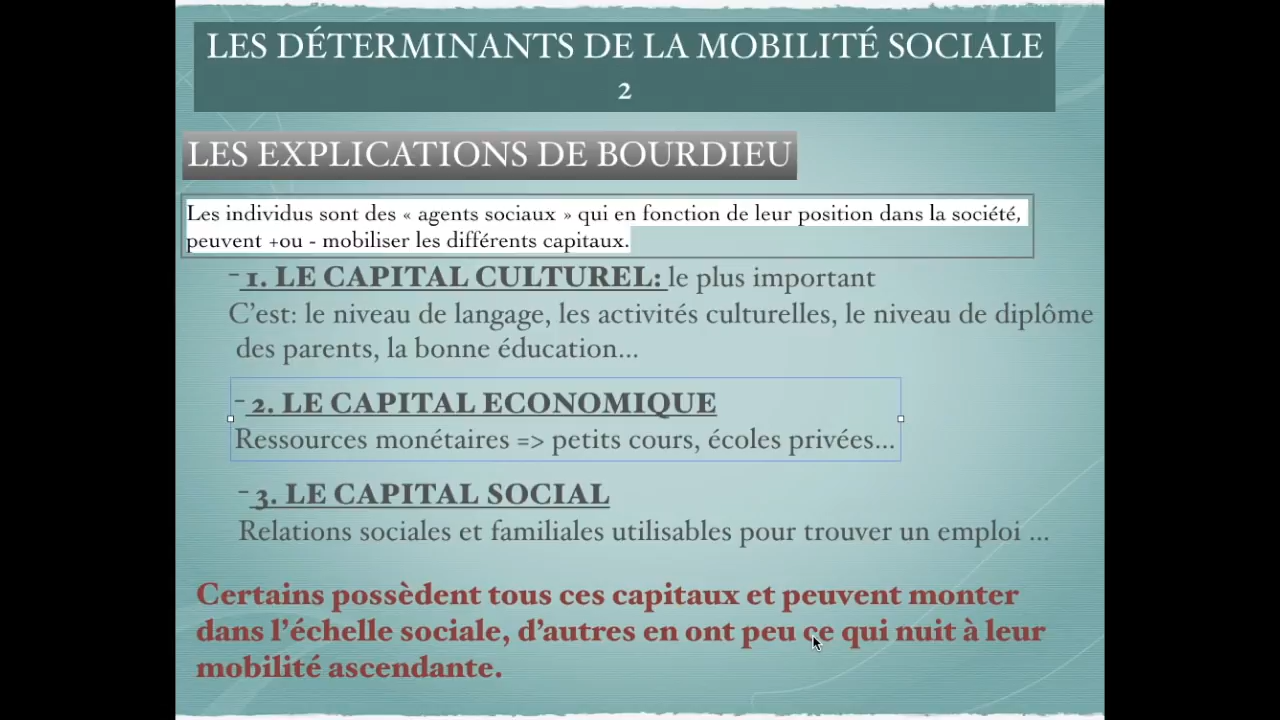 LES DÉTERMINANTS DE LA MOBILITÉ SOCIALE
2
LES EXPLICATIONS DE BOURDIEU
Les individus sont des « agents sociaux » qui en fonction de leur position dans la société,
peuvent +ou - mobiliser les différents capitaux.
- 1. LE CAPITAL CULTUREL: le plus important
C'est: le niveau de langage, les activités culturelles, le niveau de diplôme
des parents, la bonne éducation...
- 2. LE CAPITAL ECONOMIQUE
Ressources monétaires => petits cours, écoles privées...
- 3. LE CAPITAL SOCIAL
Relations sociales et familiales utilisables pour trouver un emploi ...
Certains possèdent tous ces capitaux et peuvent monter
dans l'échelle sociale, d'autres en ont peu ce qui nuit à leur
mobilité ascendante.